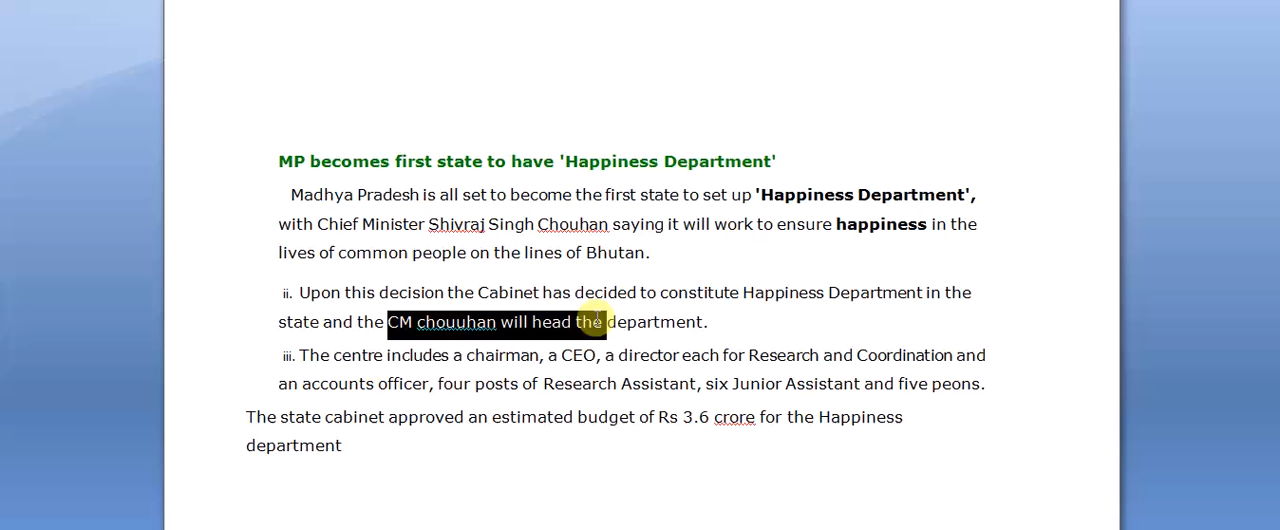 MP becomes first state to have 'Happiness Department'
Madhya Pradesh is all set to become the first state to set up 'Happiness Department',
with Chief Minister Shivraj Singh Chouhan saying it will work to ensure happiness in the
lives of common people on the lines of Bhutan.
ii. Upon this decision the Cabinet has decided to constitute Happiness Department in the
state and the CM chouuhan will head the department.
iii. The centre includes a chairman, a CEO, a director each for Research and Coordination and
an accounts officer, four posts of Research Assistant, six Junior Assistant and five peons.
The state cabinet approved an estimated budget of Rs 3.6 crore for the Happiness
department